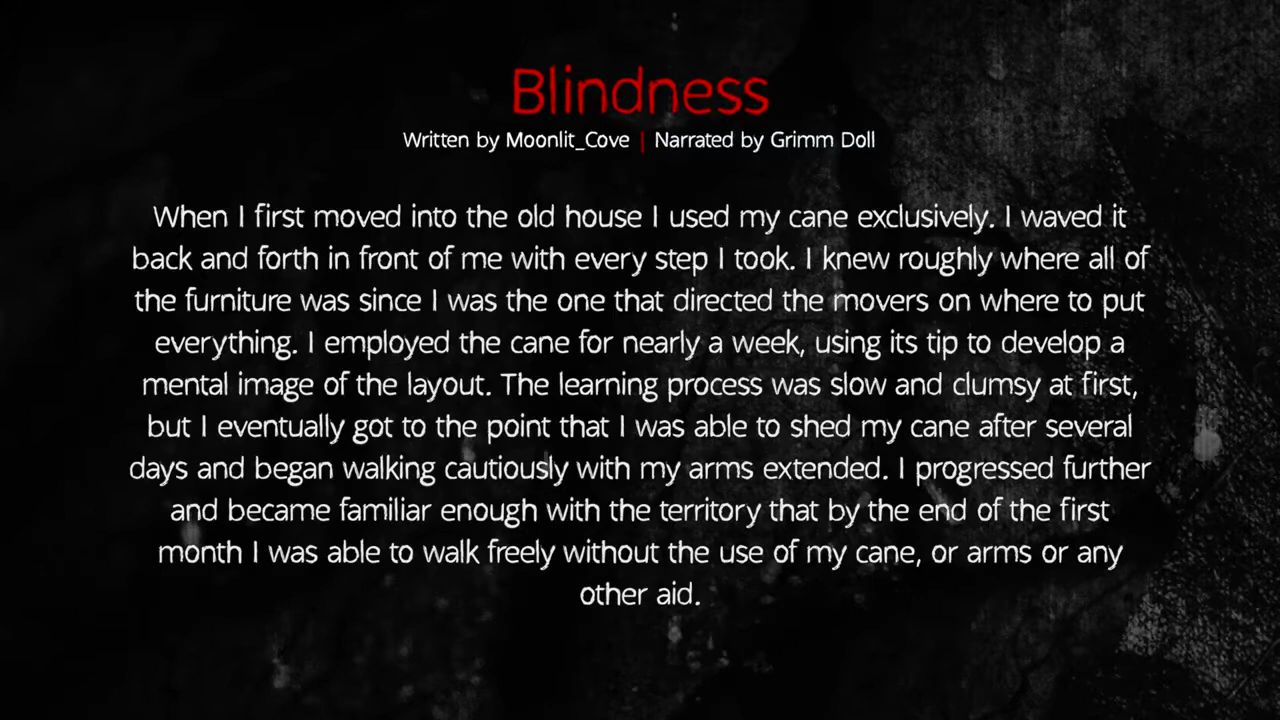 Blindness
Written by Moonlit_Cove | Narrated by Grimm Doll
When I first moved into the old house I used my cane exclusively. I waved it
back and forth in front of me with every step I took. I knew roughly where all of
the furniture was since I was the one that directed the movers on where to put
everything. I employed the cane for nearly a week, using its tip to develop a
mental image of the layout. The learning process was slow and clumsy at first,
but I eventually got to the point that I was able to shed my cane after several
days and began walking cautiously with my arms extended. I progressed further
and became familiar enough with the territory that by the end of the first
month I was able to walk freely without the use of my cane, or arms or any
other aid.